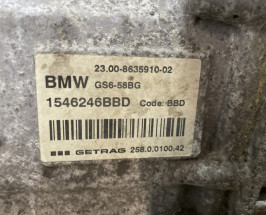 23.00-8635910-02
BMW GS6-58BG
1546246BBD Code: BBD
GETRAG 258.0.0100.42